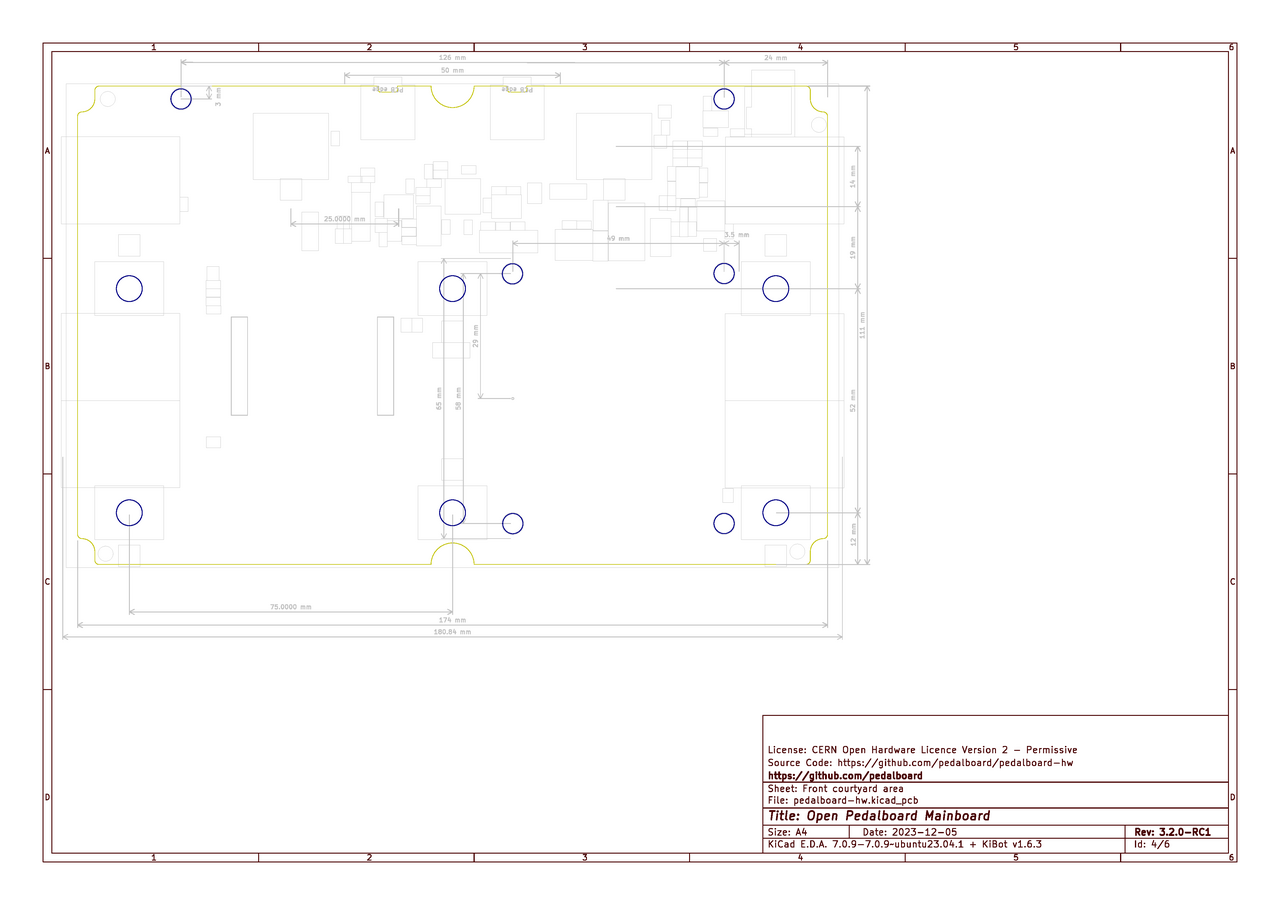 1 2 3 4 5 6
126 mm
24 mm
50 mm
PCB edge
PCB edge
3 mm
A
A
14 mm
25.0000 mm
49 mm
3.5 mm
19 mm
111 mm
29 mm
B
B
65 mm
58 mm
52 mm
12 mm
C
C
75.0000 mm
174 mm
180.84 mm
License: CERN Open Hardware Licence Version 2 – Permissive
Source Code: https://github.com/pedalboard/pedalboard-hw
https://github.com/pedalboard
Sheet: Front courtyard area
D
D
File: pedalboard-hw.kicad_pcb
Title: Open Pedalboard Mainboard
Size: A4 Date: 2023-12-05 Rev: 3.2.0-RC1
KiCad E.D.A. 7.0.9-7.0.9~ubuntu23.04.1 + KiBot v1.6.3 Id: 4/6
1 2 3 4 5 6